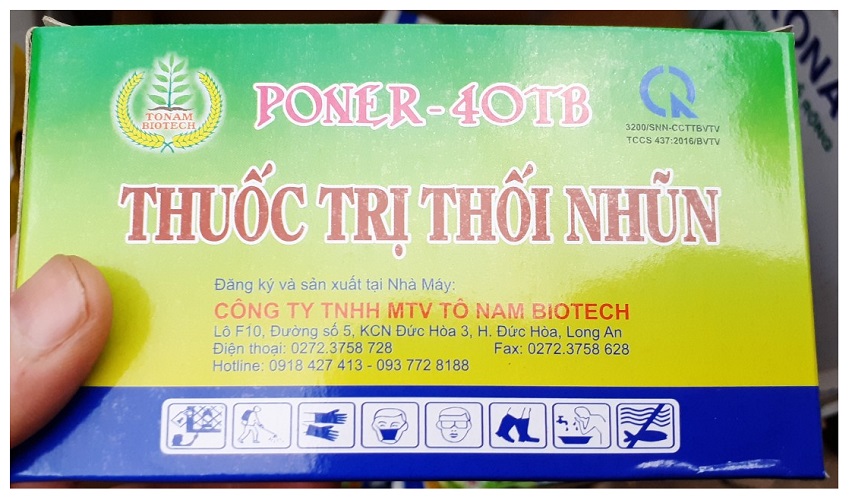 TONAM
BIOTECH
PONER-40TB
3200/SNN-CCTTBVTV
TCCS 437:2016/BVTV
THUỐC TRỊ THỐI NHŨN
Đăng ký và sản xuất tại Nhà Máy:
CÔNG TY TNHH MTV TÔ NAM BIOTECH
Lô F10, Đường số 5, KCN Đức Hòa 3, H. Đức Hòa, Long An
Điện thoại: 0272.3758 728 Fax: 0272.3758 628
Hotline: 0918 427 413 - 093 772 8188